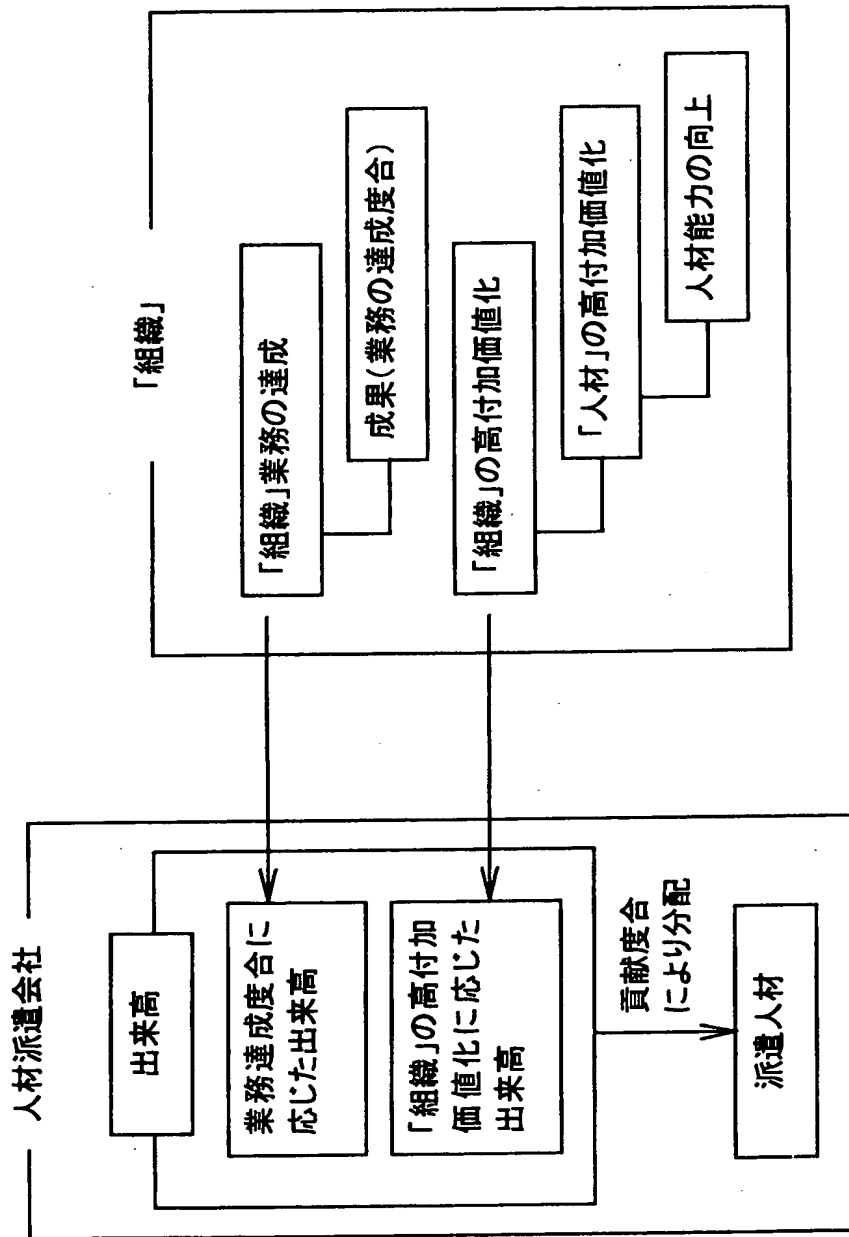 人材派遣会社
出来高
業務達成度合に
応じた出来高
「組織」の高付加
価値化に応じた
出来高
貢献度合
により分配
派遣人材
「組織」
「組織」業務の達成
成果(業務の達成度合)
「組織」の高付加価値化
「人材」の高付加価値化
人材能力の向上